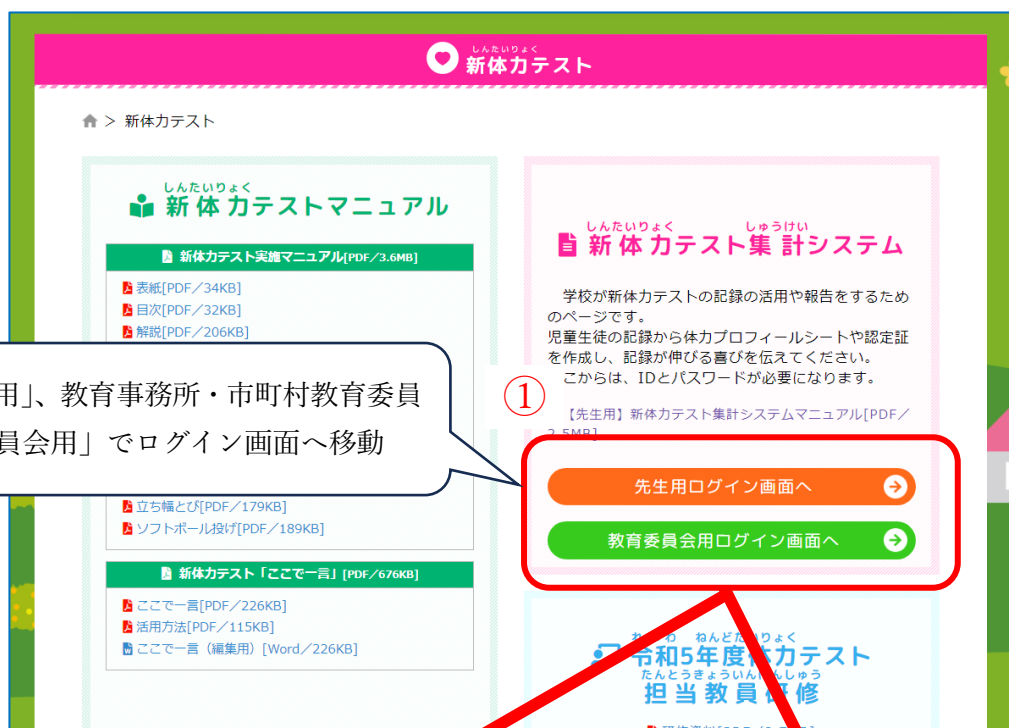 しんたいりょく
新体力テスト
> 新体力テスト
しんたいりょく
新体力テストマニュアル
新体力テスト実施マニュアル[PDF／3.6MB]
表紙[PDF／34KB]
目次[PDF／32KB]
解説[PDF／206KB]
用」、教育事務所・市町村教育委員
員会用」でログイン画面へ移動
立ち幅とび[PDF／179KB]
ソフトボール投げ[PDF／189KB]
新体力テスト「ここで一言」[PDF／676KB]
ここで一言[PDF／226KB]
活用方法[PDF／115KB]
ここで一言（編集用）[Word／226KB]
しんたいりょく しゅうけい
新体力テスト集計システム
学校が新体力テストの記録の活用や報告をするため
のページです。
児童生徒の記録から体力プロフィールシートや認定証
を作成し、記録が伸びる喜びを伝えてください。
こからは、IDとパスワードが必要になります。
①
【先生用】新体力テスト集計システムマニュアル[PDF／
2.5MB]
先生用ログイン画面へ
教育委員会用ログイン画面へ
令和5年度体力テスト
担当教員研修